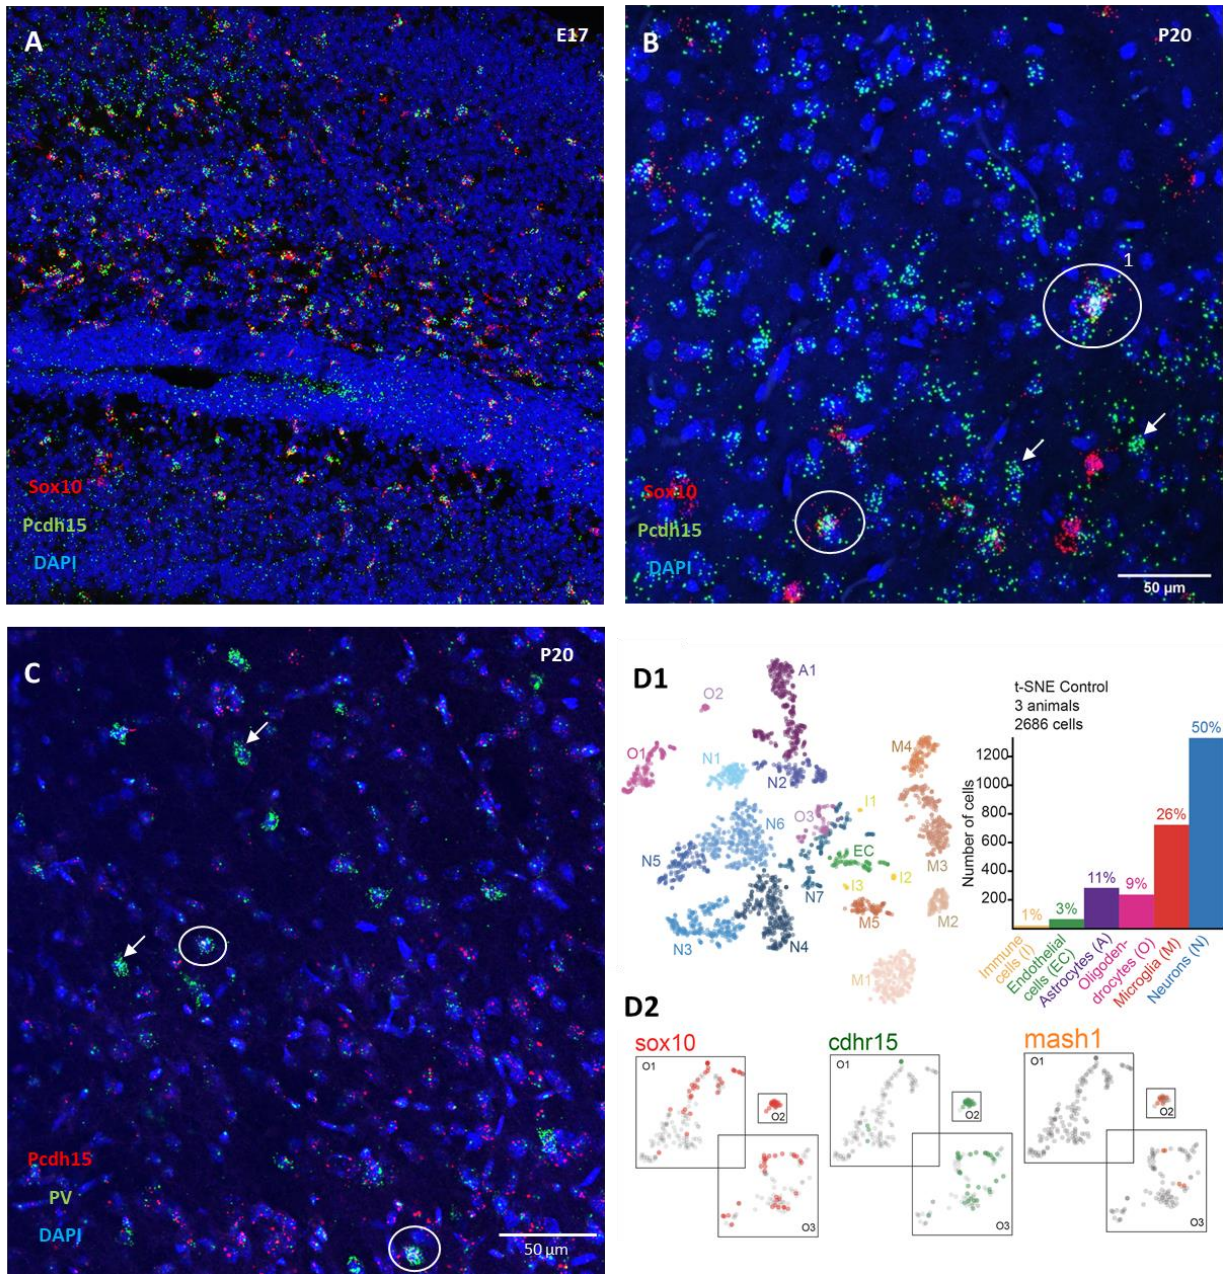 A
E17
Sox10
Pcdh15
DAPI
B
P20
1
Sox10
Pcdh15
DAPI
50 µm
C
P20
Pcdh15
PV
DAPI
50 µm
D1
A1
O2
O1
N1
N2
M4
I1
O3
N6
N5
EC
M3
I3
I2
N7
M5
M2
N3
N4
M1
t-SNE Control
3 animals
2686 cells
Number of cells
1200
1000
800
600
400
200
1%
3%
11%
9%
26%
50%
Immune
cells (I)
Endothelial
cells (EC)
Astrocytes (A)
Oligoden-
drocytes (O)
Microglia (M)
Neurons (N)
D2
sox10
O1
O2
O3
cdhr15
O1
O2
O3
mash1
O1
O2
O3